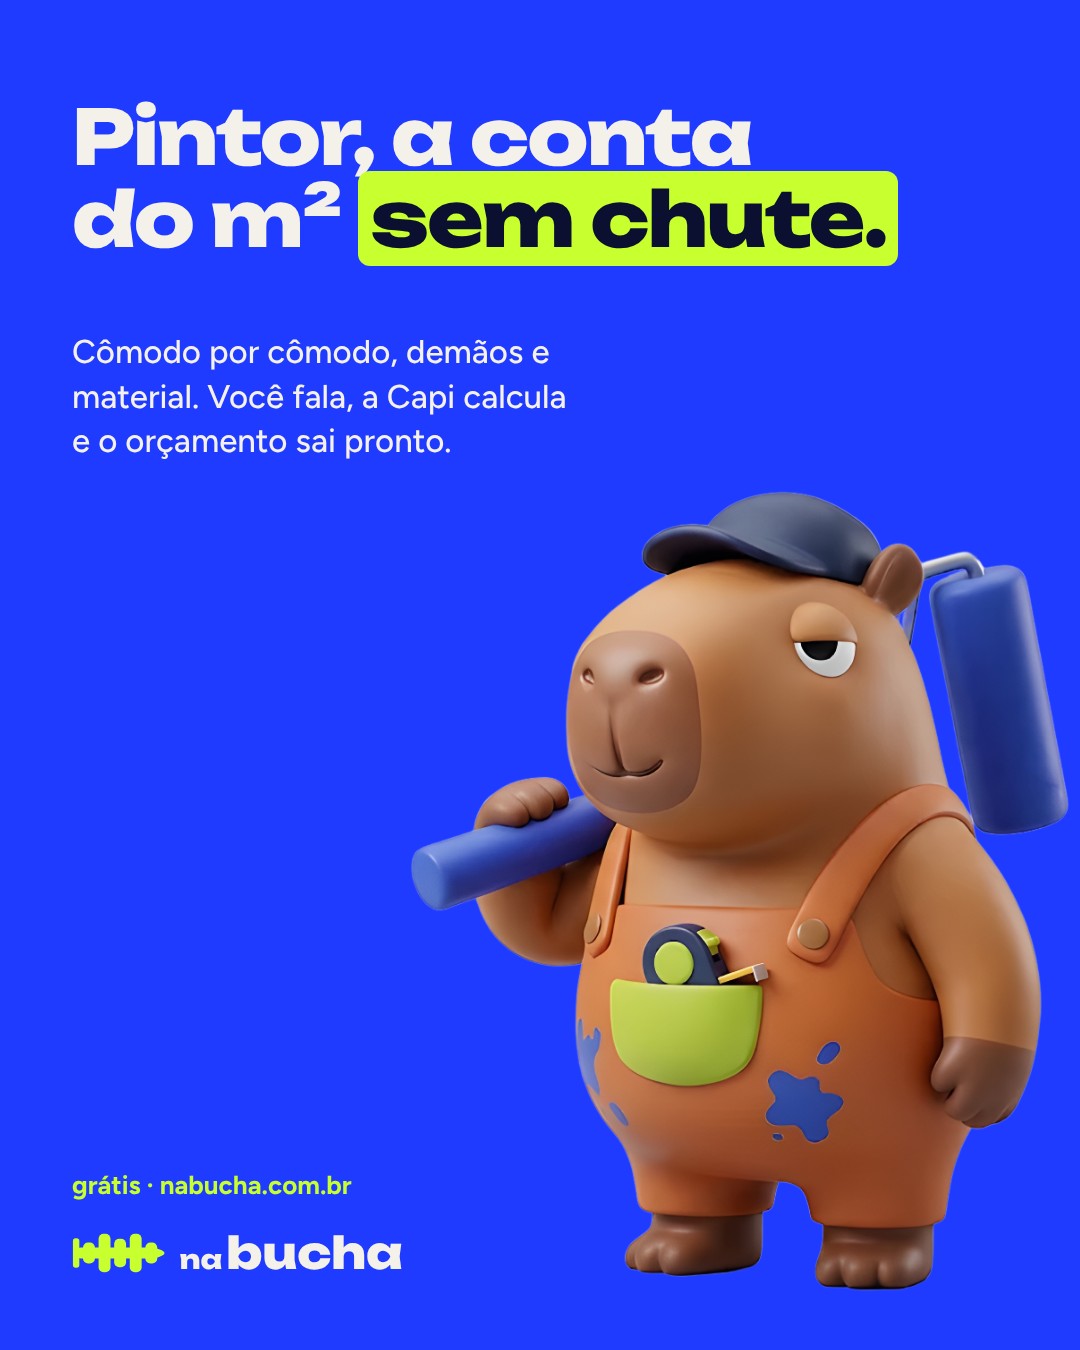 Pintor, a conta
do m² sem chute.
Cômodo por cômodo, demãos e
material. Você fala, a Capi calcula
e o orçamento sai pronto.
grátis · nabucha.com.br
na bucha